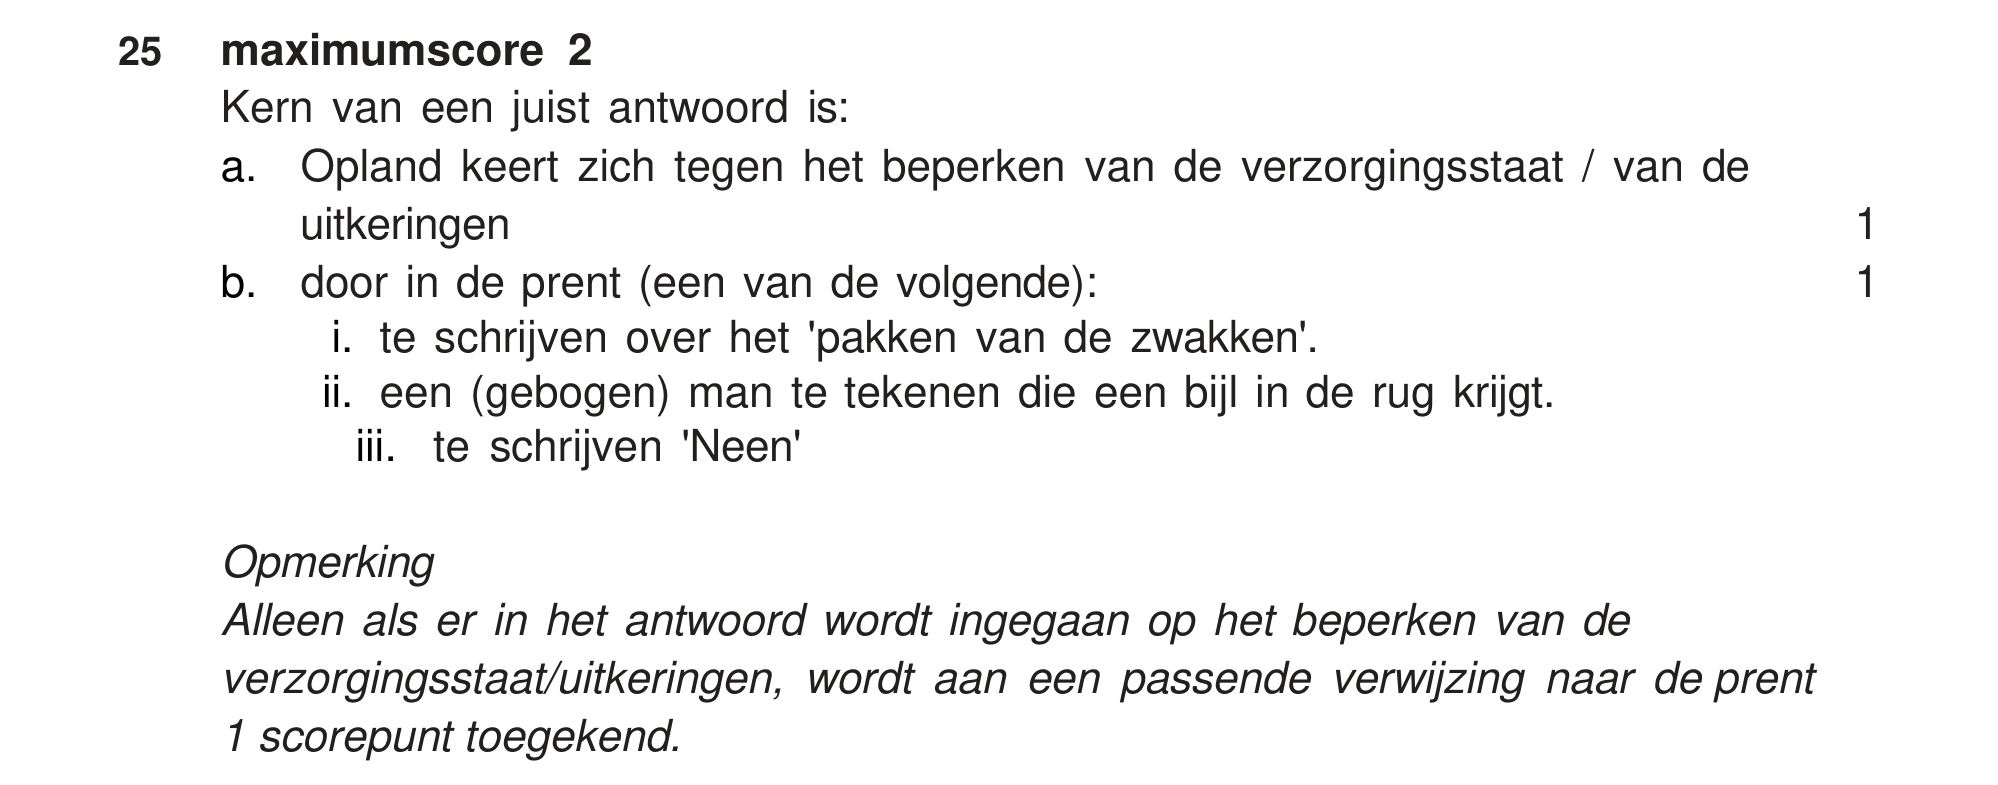 25 maximumscore 2
Kern van een juist antwoord is:
a. Opland keert zich tegen het beperken van de verzorgingsstaat / van de
uitkeringen 1
b. door in de prent (een van de volgende): 1
i. te schrijven over het 'pakken van de zwakken'.
ii. een (gebogen) man te tekenen die een bijl in de rug krijgt.
iii. te schrijven 'Neen'
Opmerking
Alleen als er in het antwoord wordt ingegaan op het beperken van de
verzorgingsstaat/uitkeringen, wordt aan een passende verwijzing naar de prent
1 scorepunt toegekend.